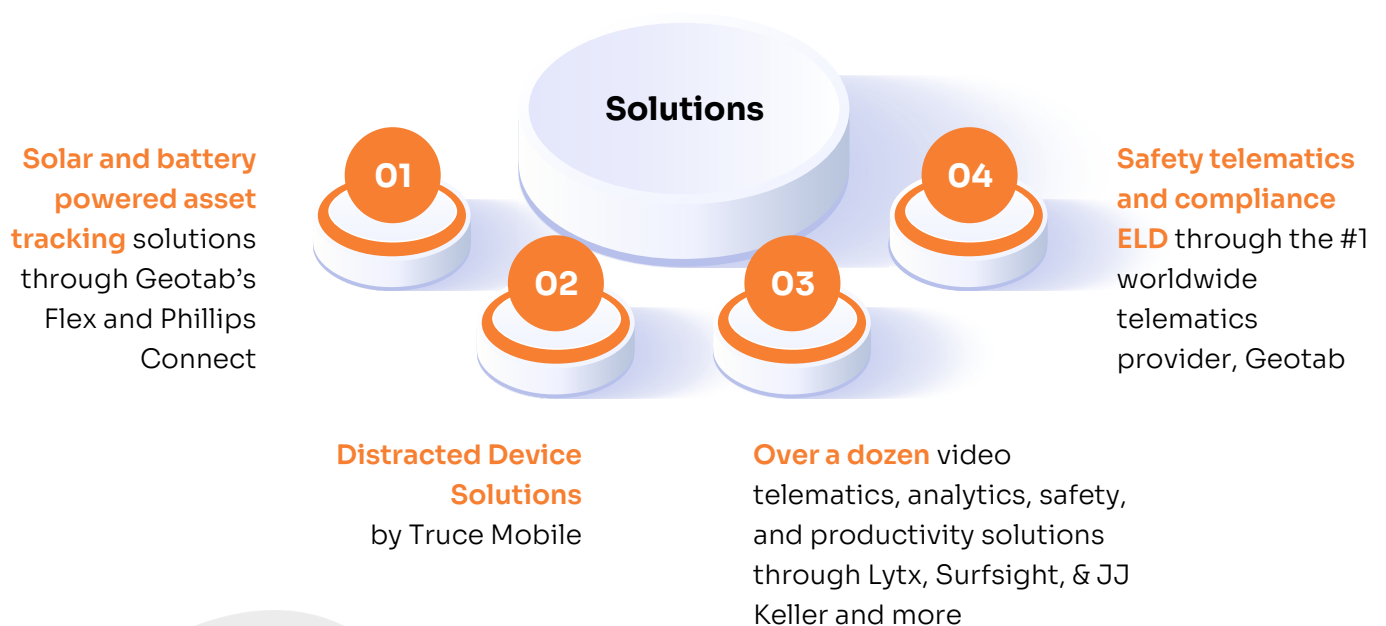 Solutions
01
Solar and battery
powered asset
tracking solutions
through Geotab’s
Flex and Phillips
Connect
02
Distracted Device
Solutions
by Truce Mobile
03
Over a dozen video
telematics, analytics, safety,
and productivity solutions
through Lytx, Surfsight, & JJ
Keller and more
04
Safety telematics
and compliance
ELD through the #1
worldwide
telematics
provider, Geotab